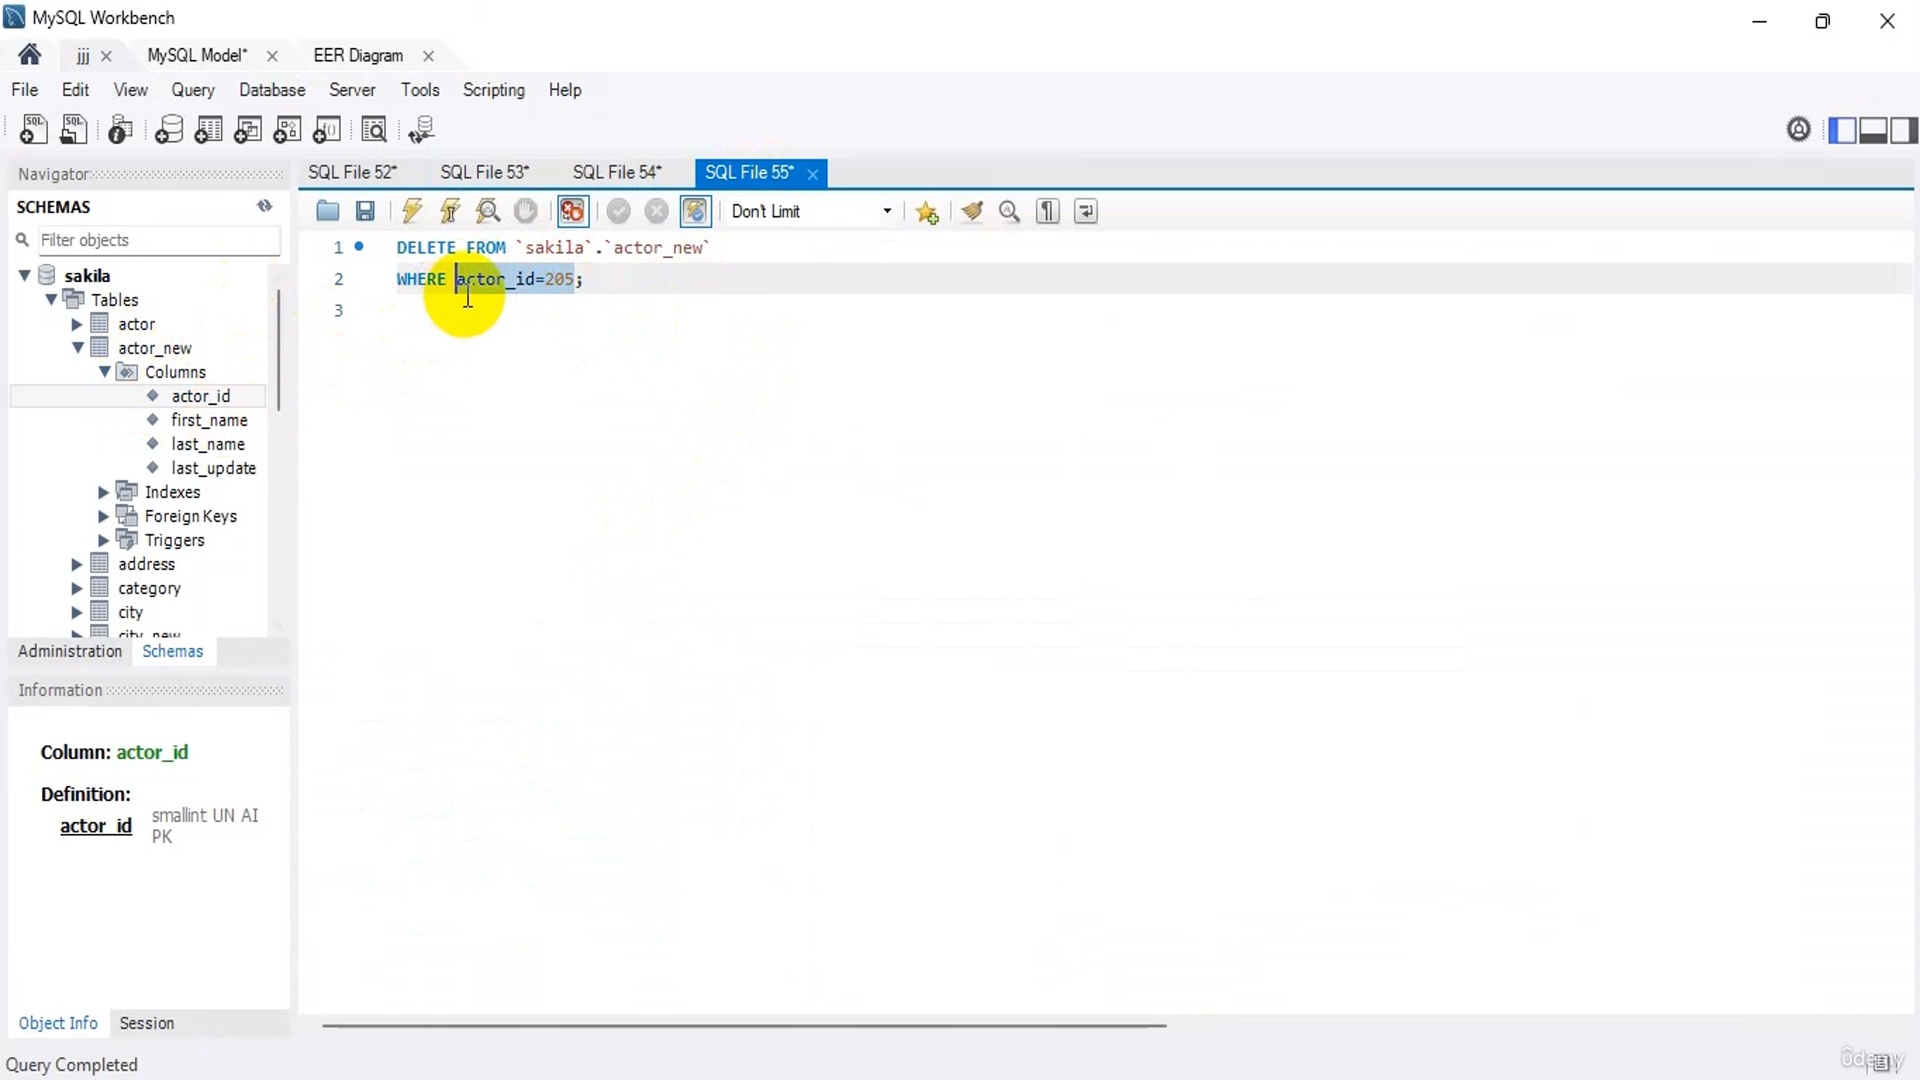 MySQL Workbench
jjj MySQL Model* EER Diagram
File Edit View Query Database Server Tools Scripting Help
Navigator
SQL File 52* SQL File 53* SQL File 54* SQL File 55*
SCHEMAS
Don't Limit
Filter objects
1 DELETE FROM `sakila`.`actor_new`
2 WHERE actor_id=205;
3
sakila
Tables
actor
actor_new
Columns
actor_id
first_name
last_name
last_update
Indexes
Foreign Keys
Triggers
address
category
city
city_new
Administration Schemas
Information
Column: actor_id
Definition:
actor_id smallint UN AI
PK
Object Info Session
Query Completed
ûdemy